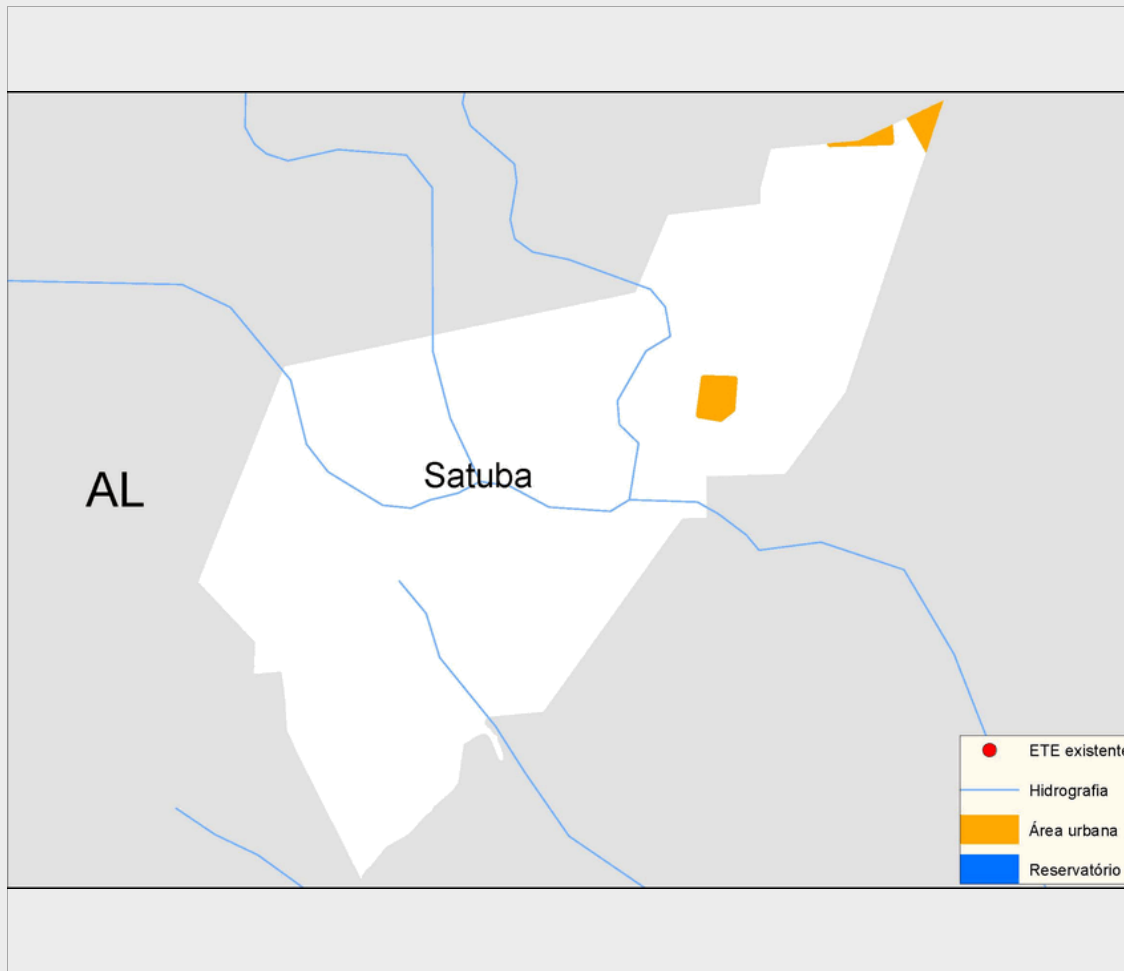 Satuba
AL
ETE existente
Hidrografia
Área urbana
Reservatório